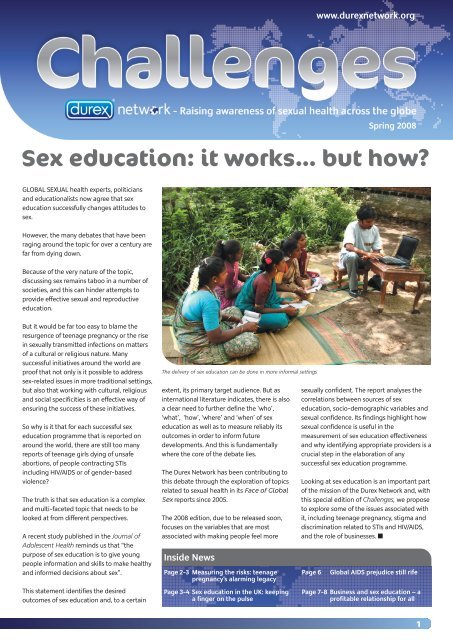 www.durexnetwork.org
Challenges
durex network - Raising awareness of sexual health across the globe
Spring 2008
Sex education: it works... but how?
GLOBAL SEXUAL health experts, politicians
and educationalists now agree that sex
education successfully changes attitudes to
sex.
However, the many debates that have been
raging around the topic for over a century are
far from dying down.
Because of the very nature of the topic,
discussing sex remains taboo in a number of
societies, and this can hinder attempts to
provide effective sexual and reproductive
education.
But it would be far too easy to blame the
resurgence of teenage pregnancy or the rise
in sexually transmitted infections on matters
of a cultural or religious nature. Many
successful initiatives around the world are
proof that not only is it possible to address
sex-related issues in more traditional settings,
but also that working with cultural, religious
and social specificities is an effective way of
ensuring the success of these initiatives.
So why is it that for each successful sex
education programme that is reported on
around the world, there are still too many
reports of teenage girls dying of unsafe
abortions, of people contracting STIs
including HIV/AIDS or of gender-based
violence?
The truth is that sex education is a complex
and multi-faceted topic that needs to be
looked at from different perspectives.
A recent study published in the Journal of
Adolescent Health reminds us that "the
purpose of sex education is to give young
people information and skills to make healthy
and informed decisions about sex".
This statement identifies the desired
outcomes of sex education and, to a certain
The delivery of sex education can be done in more informal settings
extent, its primary target audience. But as
international literature indicates, there is also
a clear need to further define the 'who',
'what', 'how', 'where' and 'when' of sex
education as well as to measure reliably its
outcomes in order to inform future
developments. And this is fundamentally
where the core of the debate lies.
The Durex Network has been contributing to
this debate through the exploration of topics
related to sexual health in its Face of Global
Sex reports since 2005.
The 2008 edition, due to be released soon,
focuses on the variables that are most
associated with making people feel more
sexually confident. The report analyses the
correlations between sources of sex
education, socio-demographic variables and
sexual confidence. Its findings highlight how
sexual confidence is useful in the
measurement of sex education effectiveness
and why identifying appropriate providers is a
crucial step in the elaboration of any
successful sex education programme.
Looking at sex education is an important part
of the mission of the Durex Network and, with
this special edition of Challenges, we propose
to explore some of the issues associated with
it, including teenage pregnancy, stigma and
discrimination related to STIs and HIV/AIDS,
and the role of businesses. ■
Inside News
Page 2-3 Measuring the risks: teenage
pregnancy's alarming legacy
Page 3-4 Sex education in the UK: keeping
a finger on the pulse
Page 6 Global AIDS prejudice still rife
Page 7-8 Business and sex education – a
profitable relationship for all
1